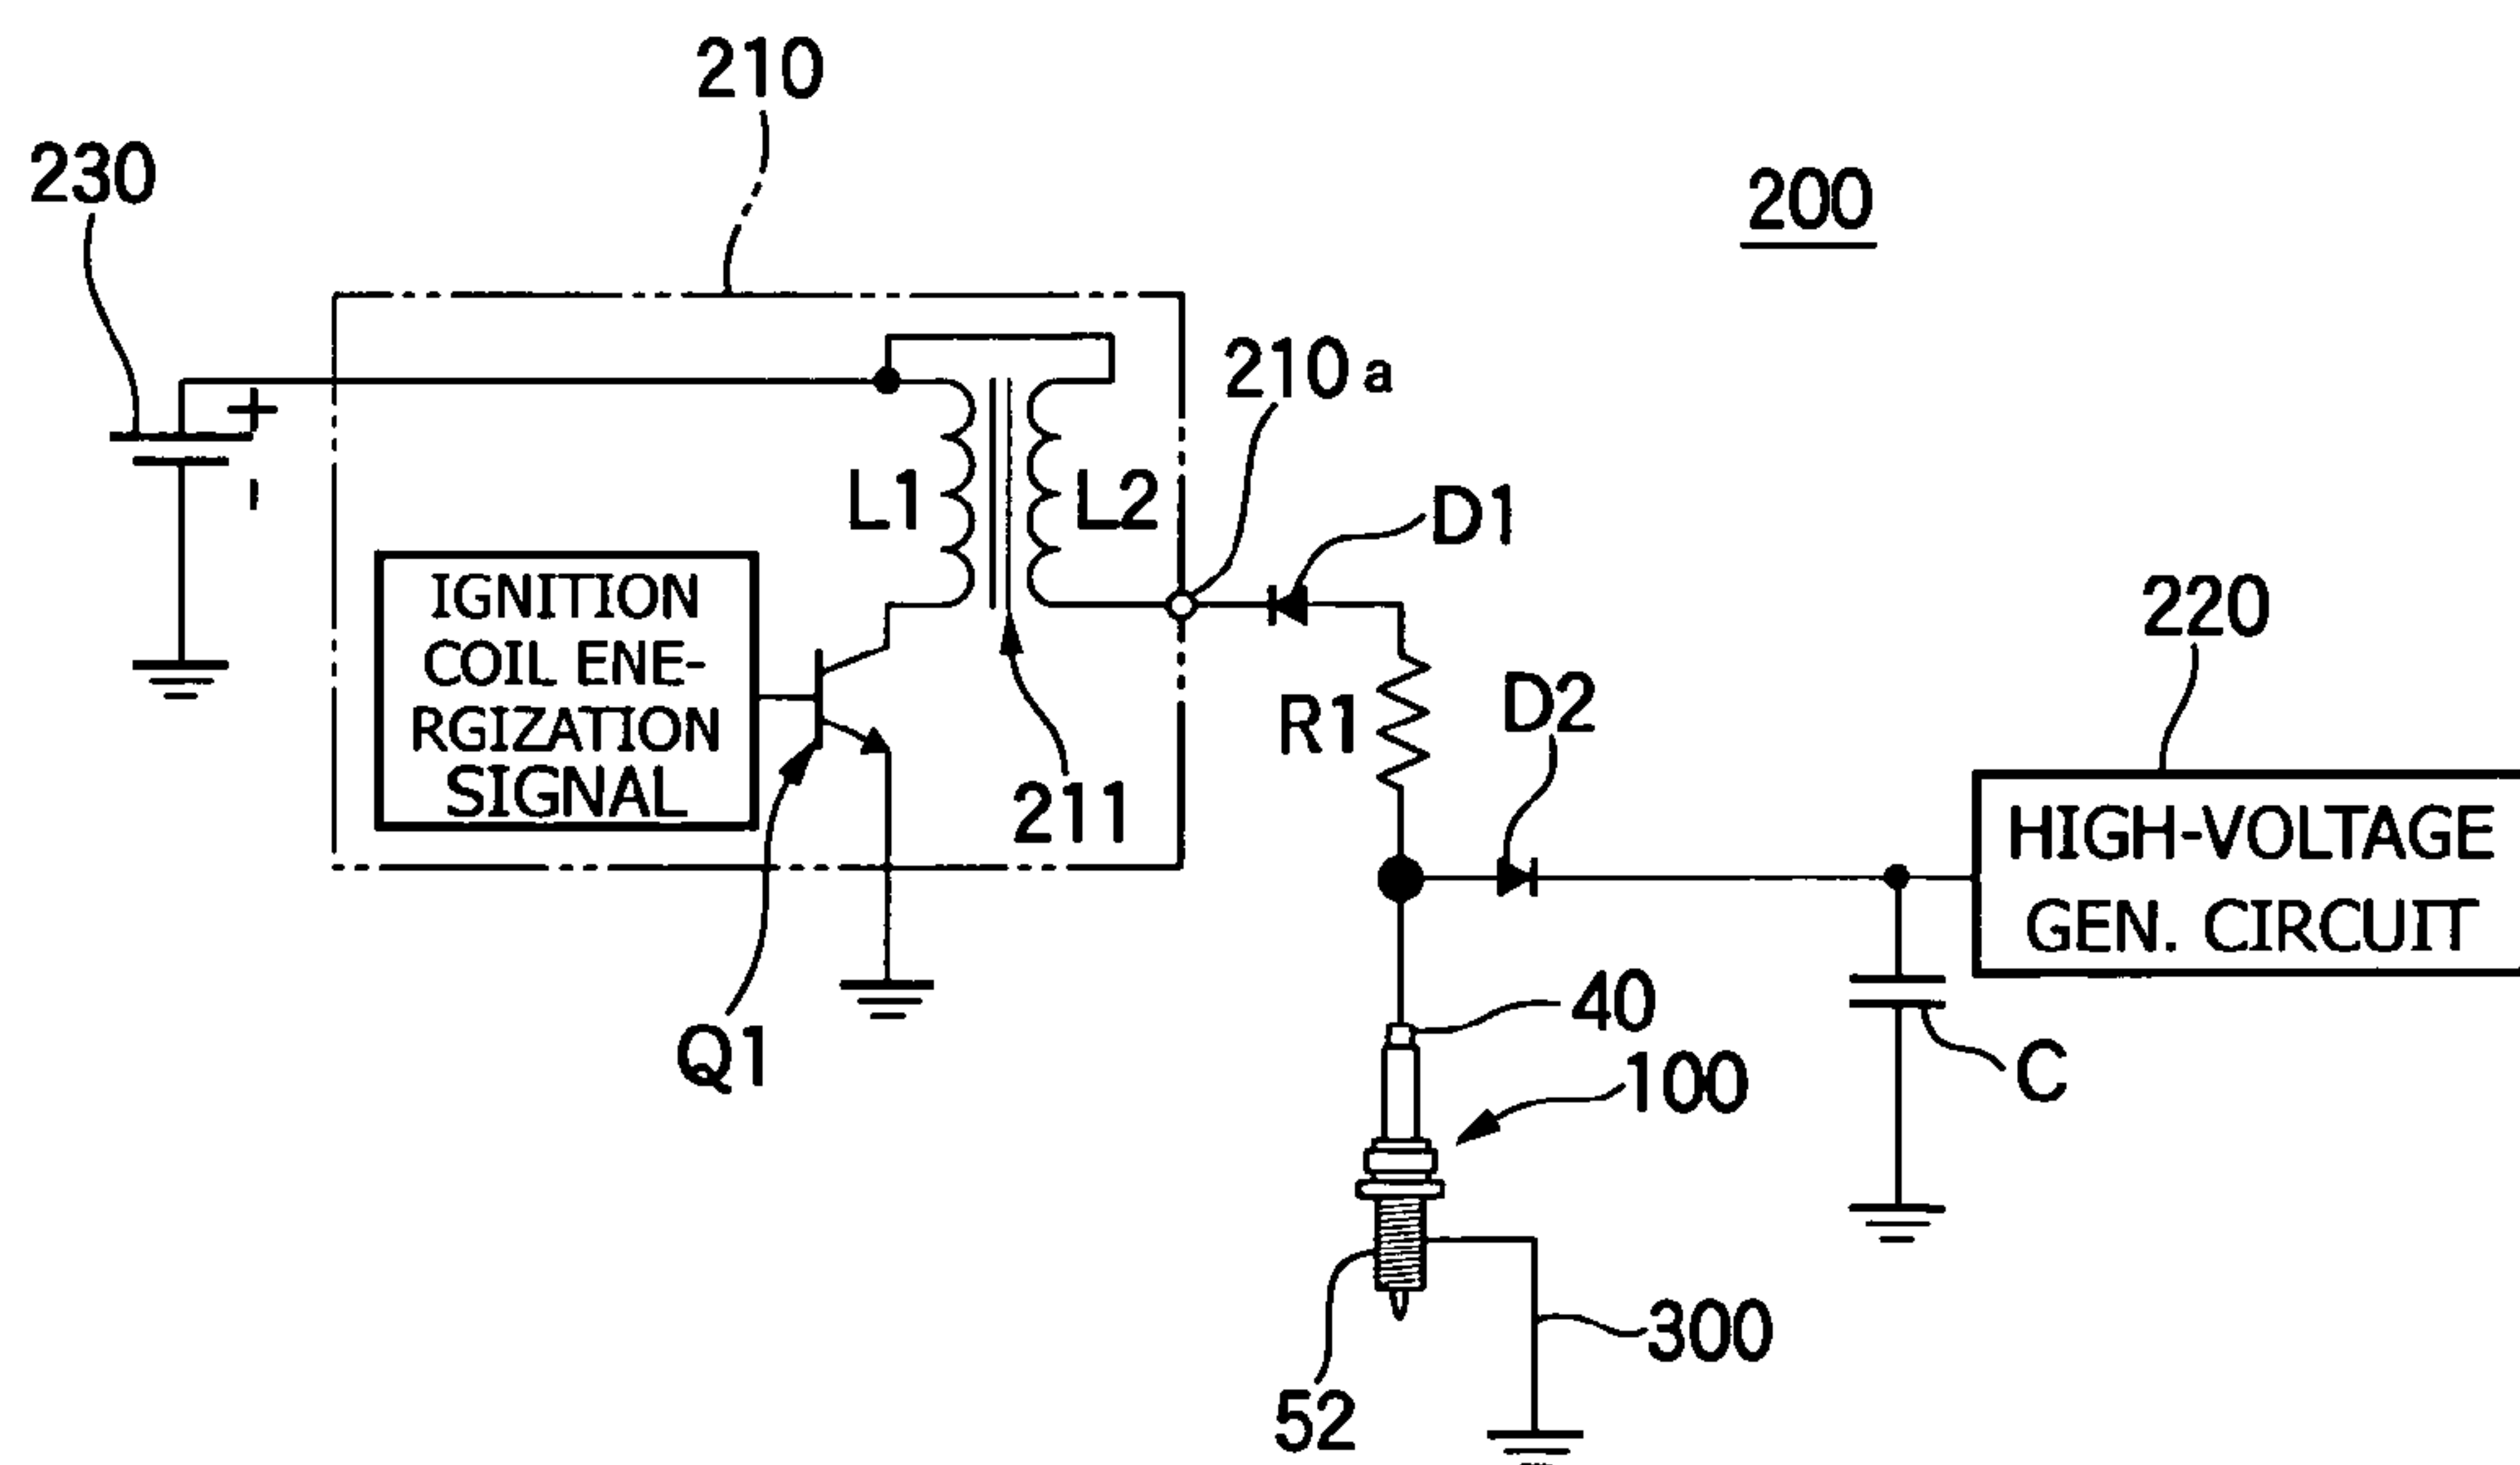 210
230
200
210a
+
-
L1
L2
D1
IGNITION
COIL ENE-
RGIZATION
SIGNAL
220
R1
D2
211
HIGH-VOLTAGE
GEN. CIRCUIT
40
Q1
C
100
300
52